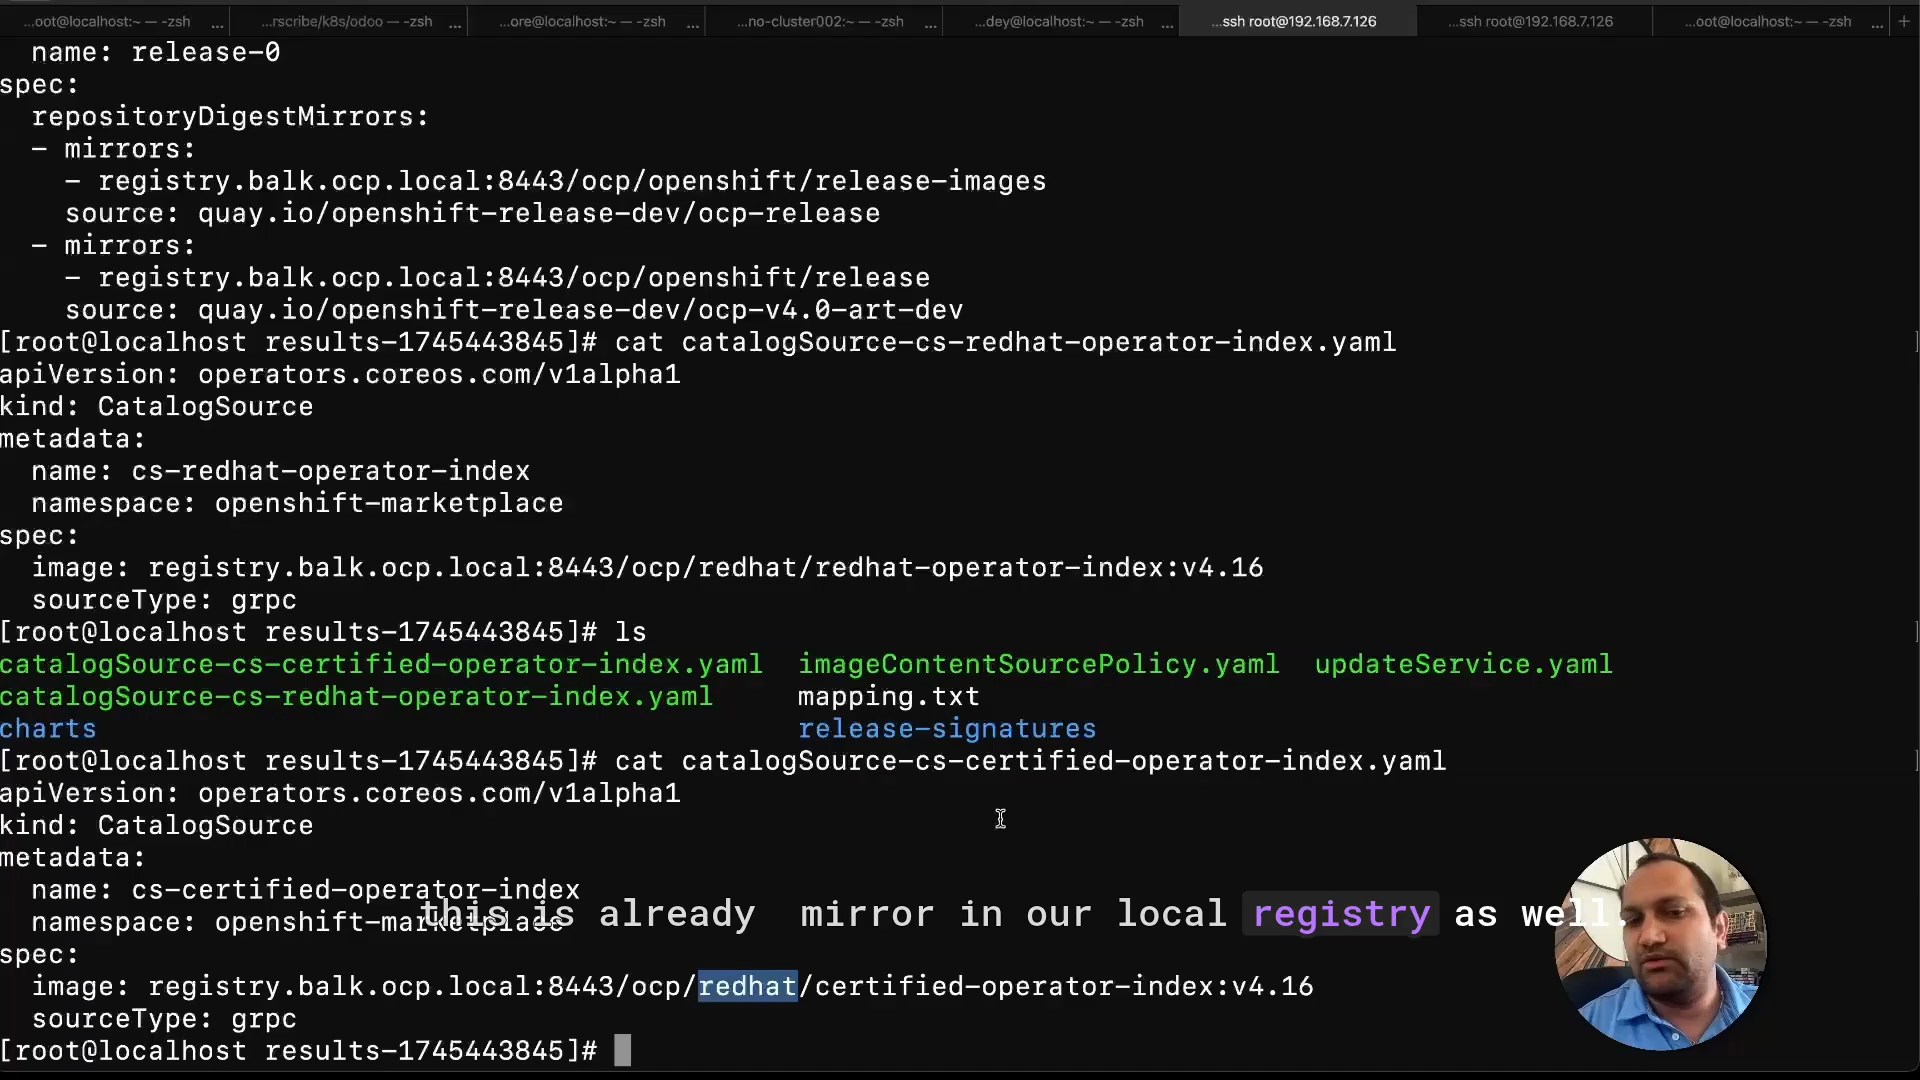 ...oot@localhost:~ — -zsh ... ...rscribe/k8s/odoo — -zsh ... ...ore@localhost:~ — -zsh ... ...no-cluster002:~ — -zsh ... ...dey@localhost:~ — -zsh ... ...ssh root@192.168.7.126 ...ssh root@192.168.7.126 ...oot@localhost:~ — -zsh ... +
name: release-0
spec:
repositoryDigestMirrors:
- mirrors:
- registry.balk.ocp.local:8443/ocp/openshift/release-images
source: quay.io/openshift-release-dev/ocp-release
- mirrors:
- registry.balk.ocp.local:8443/ocp/openshift/release
source: quay.io/openshift-release-dev/ocp-v4.0-art-dev
[root@localhost results-1745443845]# cat catalogSource-cs-redhat-operator-index.yaml ]
apiVersion: operators.coreos.com/v1alpha1
kind: CatalogSource
metadata:
name: cs-redhat-operator-index
namespace: openshift-marketplace
spec:
image: registry.balk.ocp.local:8443/ocp/redhat/redhat-operator-index:v4.16
sourceType: grpc
[root@localhost results-1745443845]# ls ]
catalogSource-cs-certified-operator-index.yaml imageContentSourcePolicy.yaml updateService.yaml
catalogSource-cs-redhat-operator-index.yaml mapping.txt
charts release-signatures
[root@localhost results-1745443845]# cat catalogSource-cs-certified-operator-index.yaml ]
apiVersion: operators.coreos.com/v1alpha1
kind: CatalogSource
metadata:
name: cs-certified-operator-index
this is already mirror in our local registry as well.
namespace: openshift-marketplace
spec:
image: registry.balk.ocp.local:8443/ocp/redhat/certified-operator-index:v4.16
sourceType: grpc
[root@localhost results-1745443845]#